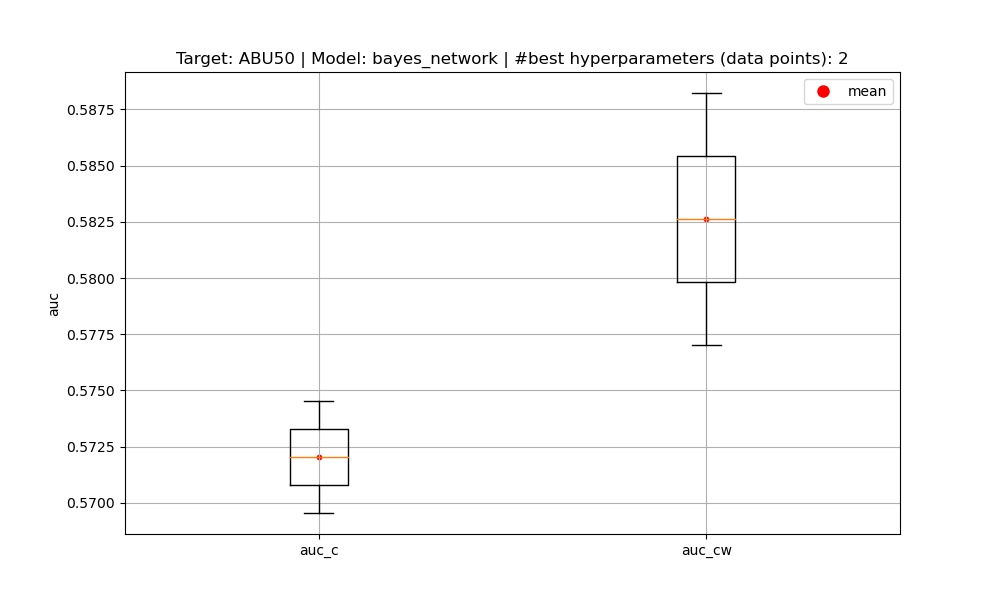 Target: ABU50 | Model: bayes_network | #best hyperparameters (data points): 2
mean
0.5875
0.5850
0.5825
0.5800
0.5775
0.5750
0.5725
0.5700
auc
auc_c
auc_cw